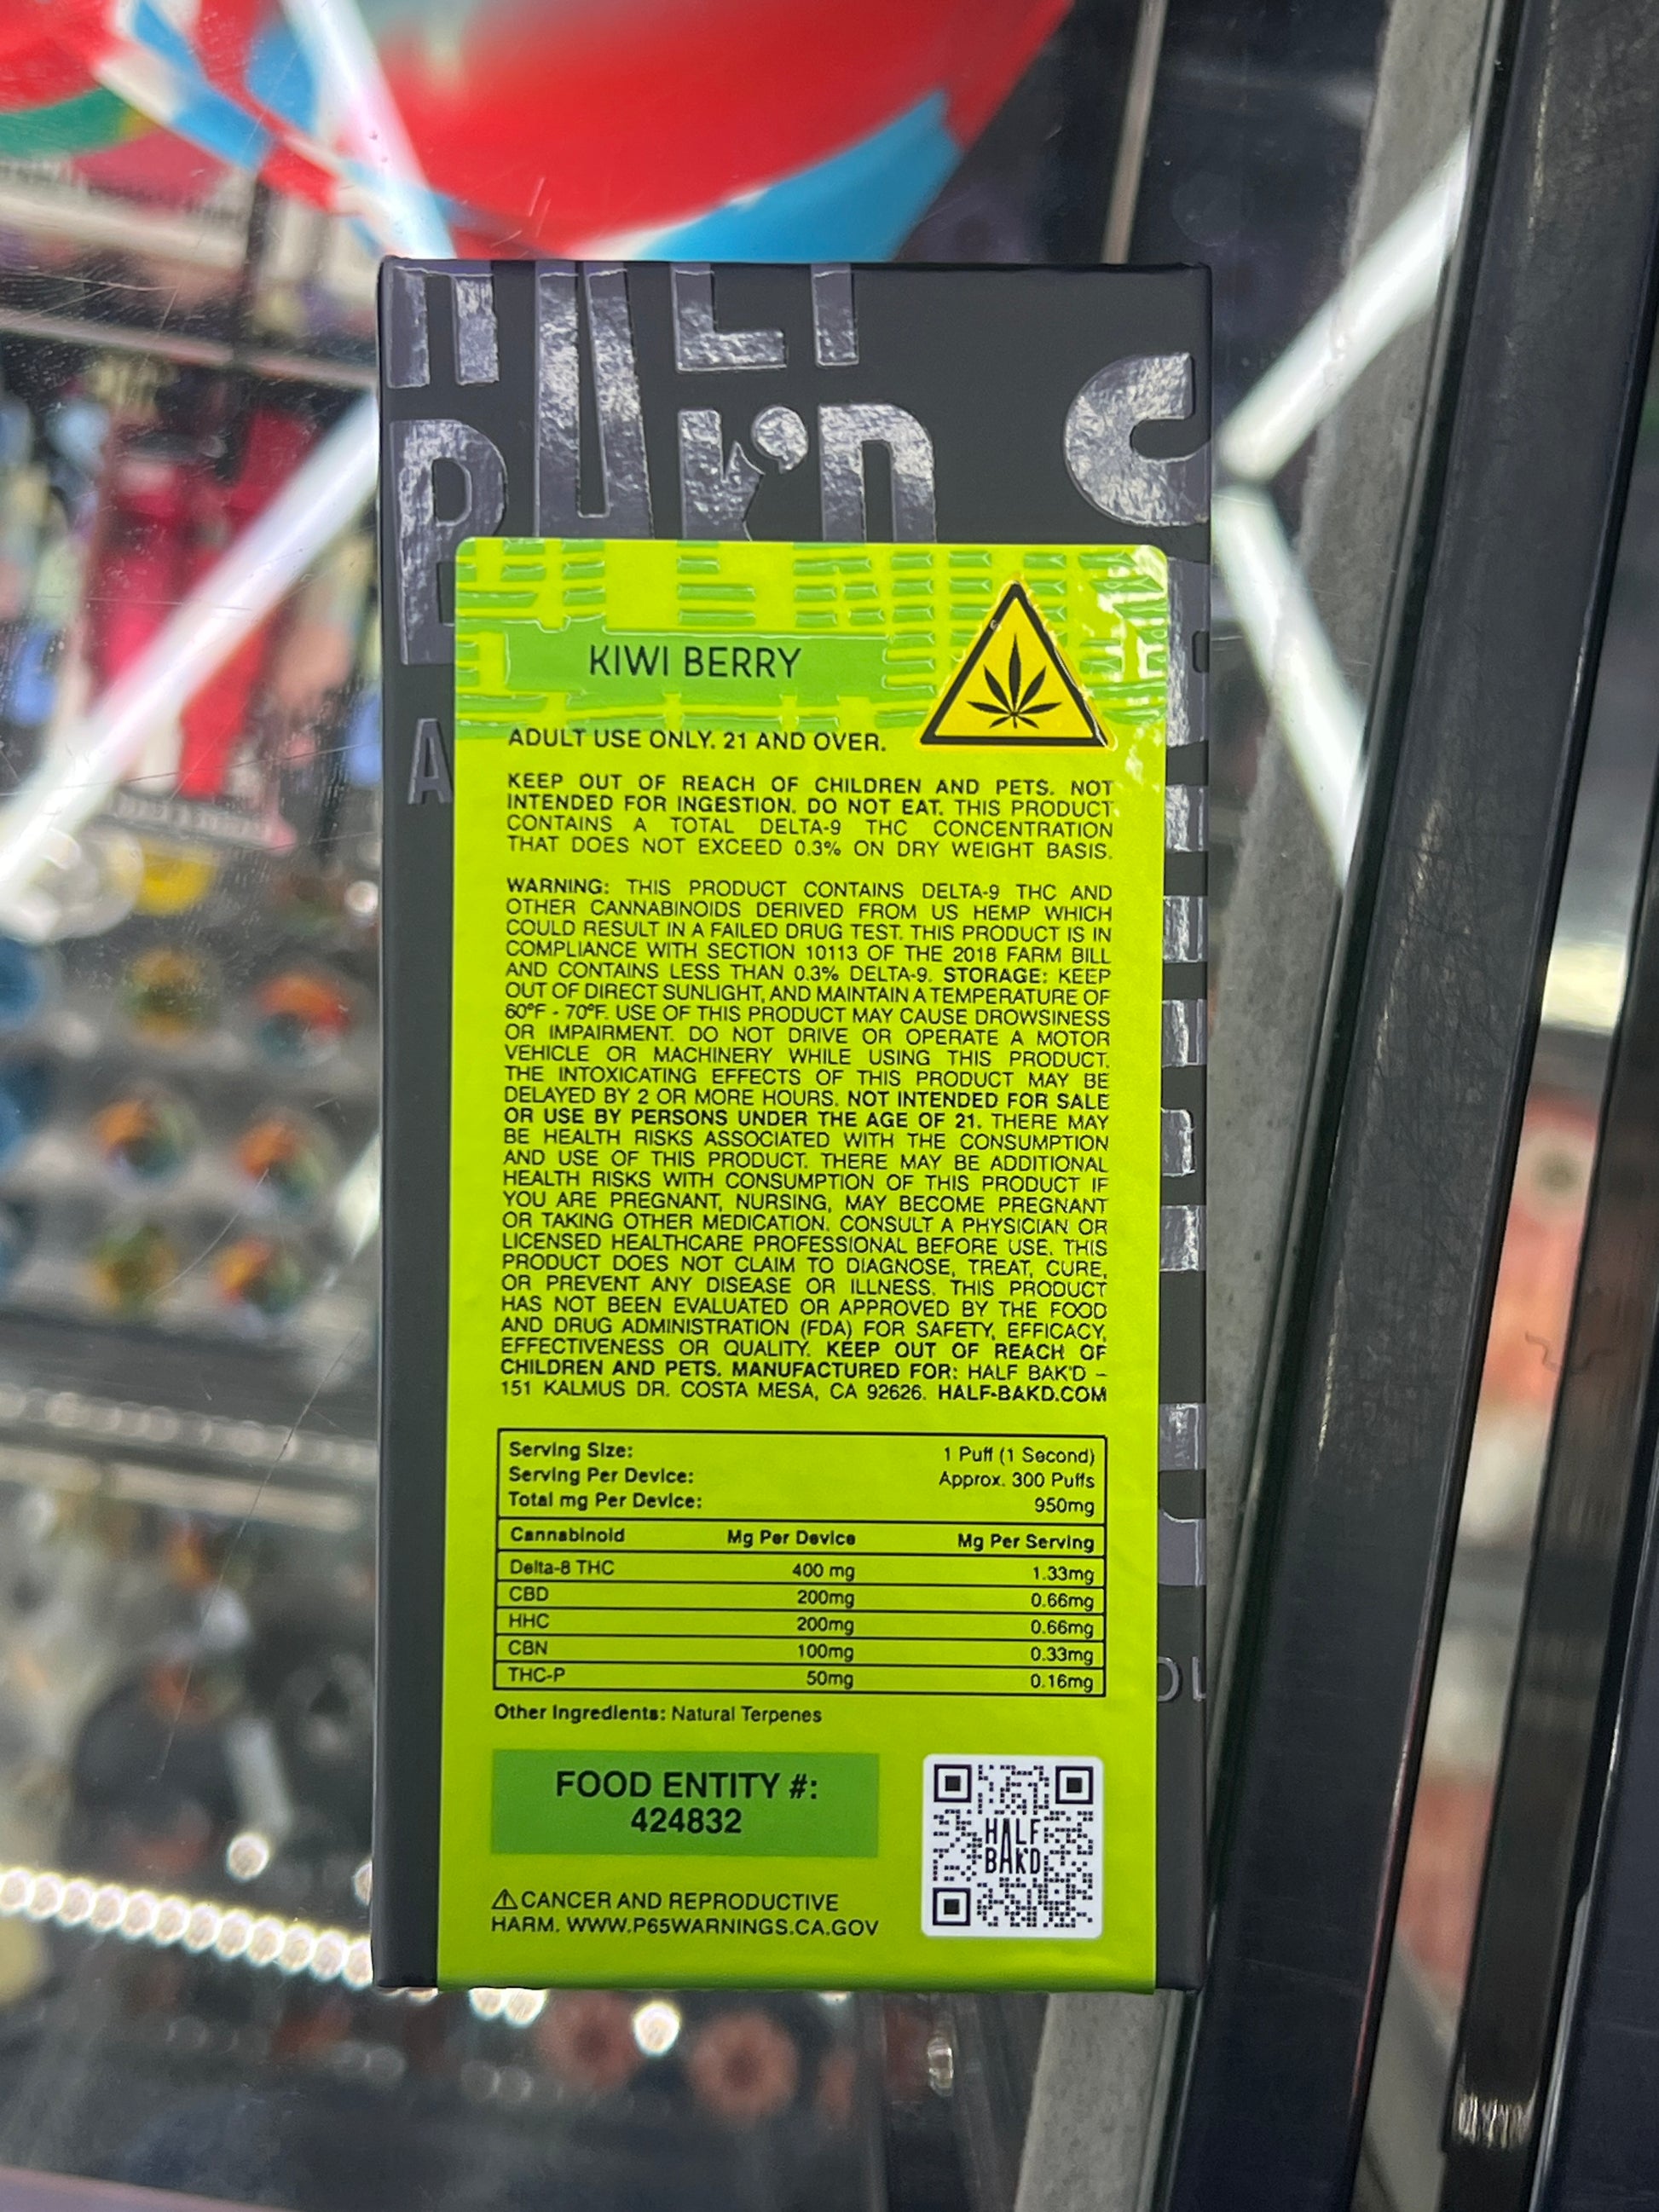 HALF
BAK'D
KIWI BERRY
ADULT USE ONLY. 21 AND OVER.
KEEP OUT OF REACH OF CHILDREN AND PETS. NOT
INTENDED FOR INGESTION. DO NOT EAT. THIS PRODUCT
CONTAINS A TOTAL DELTA-9 THC CONCENTRATION
THAT DOES NOT EXCEED 0.3% ON DRY WEIGHT BASIS.
WARNING: THIS PRODUCT CONTAINS DELTA-9 THC AND
OTHER CANNABINOIDS DERIVED FROM US HEMP WHICH
COULD RESULT IN A FAILED DRUG TEST. THIS PRODUCT IS IN
COMPLIANCE WITH SECTION 10113 OF THE 2018 FARM BILL
AND CONTAINS LESS THAN 0.3% DELTA-9. STORAGE: KEEP
OUT OF DIRECT SUNLIGHT, AND MAINTAIN A TEMPERATURE OF
60°F - 70°F. USE OF THIS PRODUCT MAY CAUSE DROWSINESS
OR IMPAIRMENT. DO NOT DRIVE OR OPERATE A MOTOR
VEHICLE OR MACHINERY WHILE USING THIS PRODUCT.
THE INTOXICATING EFFECTS OF THIS PRODUCT MAY BE
DELAYED BY 2 OR MORE HOURS. NOT INTENDED FOR SALE
OR USE BY PERSONS UNDER THE AGE OF 21. THERE MAY
BE HEALTH RISKS ASSOCIATED WITH THE CONSUMPTION
AND USE OF THIS PRODUCT. THERE MAY BE ADDITIONAL
HEALTH RISKS WITH CONSUMPTION OF THIS PRODUCT IF
YOU ARE PREGNANT, NURSING, MAY BECOME PREGNANT
OR TAKING OTHER MEDICATION. CONSULT A PHYSICIAN OR
LICENSED HEALTHCARE PROFESSIONAL BEFORE USE. THIS
PRODUCT DOES NOT CLAIM TO DIAGNOSE, TREAT, CURE,
OR PREVENT ANY DISEASE OR ILLNESS. THIS PRODUCT
HAS NOT BEEN EVALUATED OR APPROVED BY THE FOOD
AND DRUG ADMINISTRATION (FDA) FOR SAFETY, EFFICACY,
EFFECTIVENESS OR QUALITY. KEEP OUT OF REACH OF
CHILDREN AND PETS. MANUFACTURED FOR: HALF BAK'D –
151 KALMUS DR. COSTA MESA, CA 92626. HALF-BAKD.COM
Serving Size: 1 Puff (1 Second)
Serving Per Device: Approx. 300 Puffs
Total mg Per Device: 950mg
Cannabinoid Mg Per Device Mg Per Serving
Delta-8 THC 400 mg 1.33mg
CBD 200mg 0.66mg
HHC 200mg 0.66mg
CBN 100mg 0.33mg
THC-P 50mg 0.16mg
Other Ingredients: Natural Terpenes
FOOD ENTITY #:
424832
HALF
BAKD
⚠CANCER AND REPRODUCTIVE
HARM. WWW.P65WARNINGS.CA.GOV